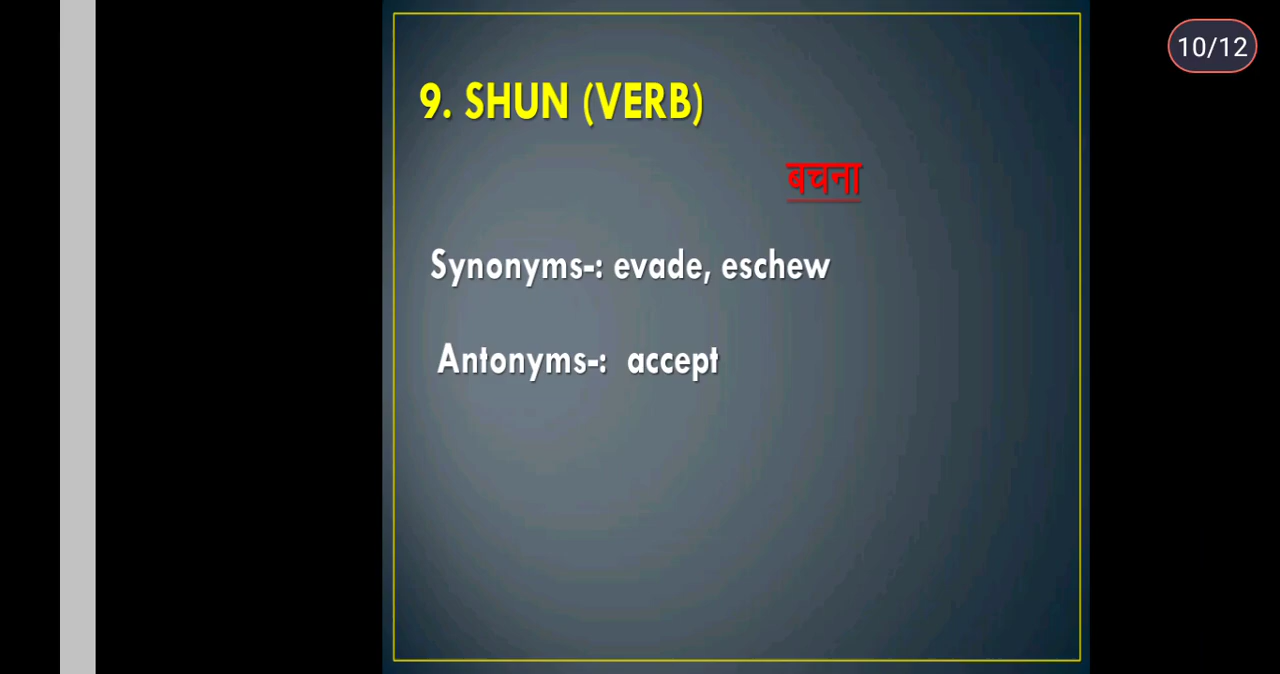 10/12
9. SHUN (VERB)
बचना
Synonyms-: evade, eschew
Antonyms-: accept